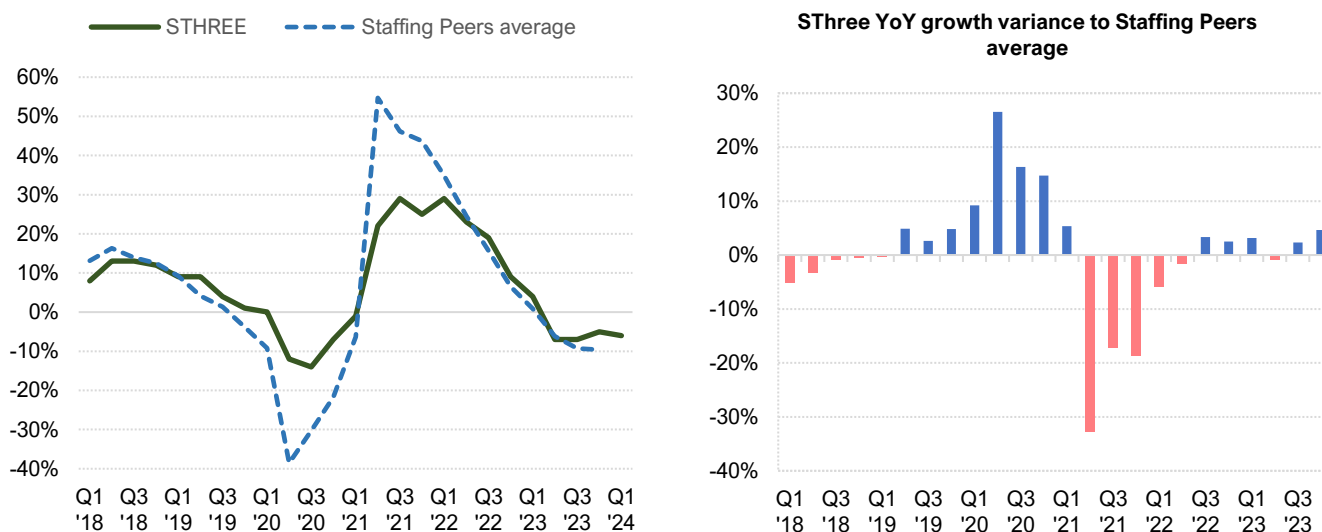 STHREE
Staffing Peers average
60%
50%
40%
30%
20%
10%
0%
-10%
-20%
-30%
-40%
Q1 Q3 Q1 Q3 Q1 Q3 Q1 Q3 Q1 Q3 Q1 Q3 Q1
'18 '18 '19 '19 '20 '20 '21 '21 '22 '22 '23 '23 '24
SThree YoY growth variance to Staffing Peers
average
30%
20%
10%
0%
-10%
-20%
-30%
-40%
Q1 Q3 Q1 Q3 Q1 Q3 Q1 Q3 Q1 Q3 Q1 Q3
'18 '18 '19 '19 '20 '20 '21 '21 '22 '22 '23 '23